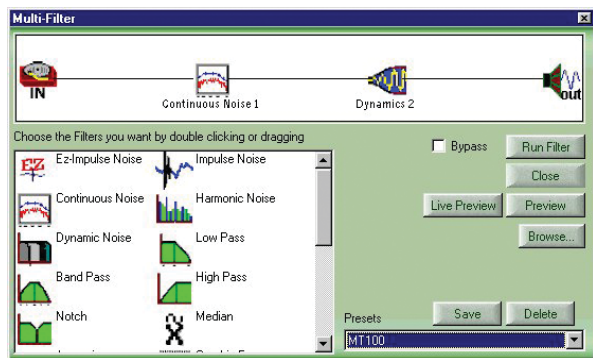 Multi-Filter
IN
Continuous Noise 1
Dynamics 2
out
Choose the Filters you want by double clicking or dragging
Ez-Impulse Noise
Impulse Noise
Continuous Noise
Harmonic Noise
Dynamic Noise
Low Pass
Band Pass
High Pass
Notch
Median
Bypass
Run Filter
Close
Live Preview
Preview
Browse...
Presets
Save
Delete
MT100